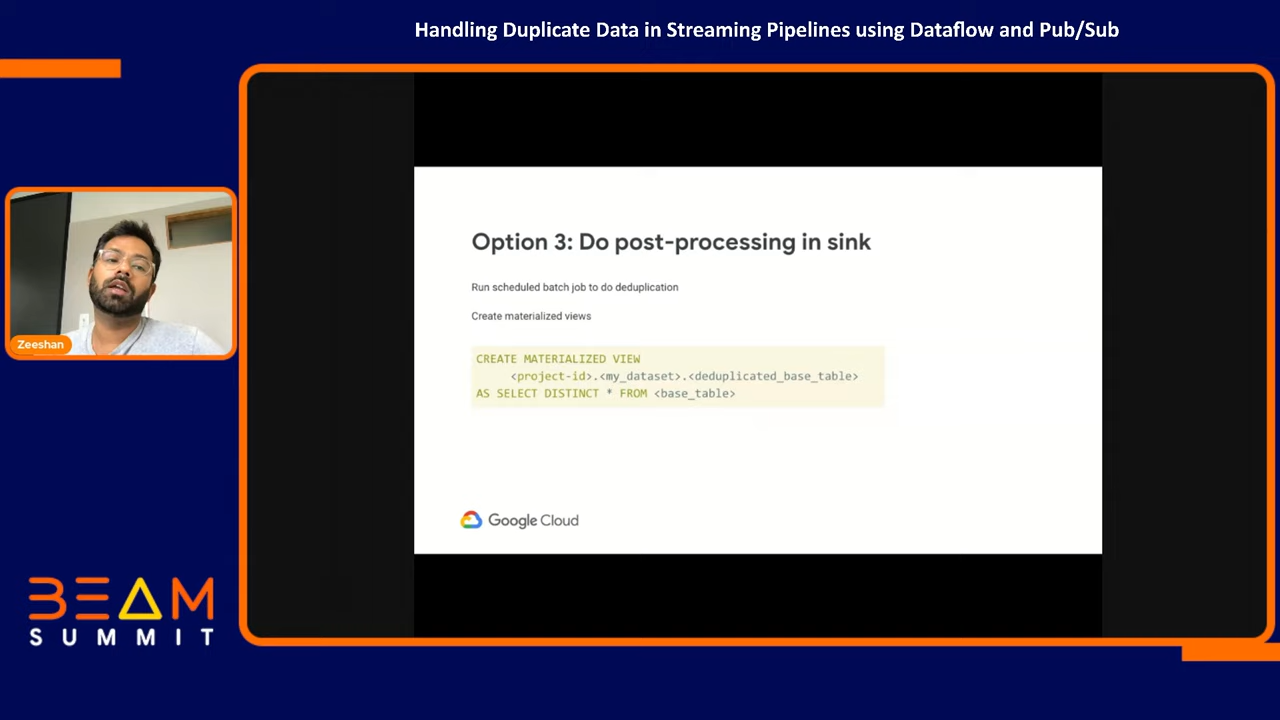 Handling Duplicate Data in Streaming Pipelines using Dataflow and Pub/Sub
Option 3: Do post-processing in sink
Run scheduled batch job to do deduplication
Create materialized views
CREATE MATERIALIZED VIEW
<project-id>.<my_dataset>.<deduplicated_base_table>
AS SELECT DISTINCT * FROM <base_table>
Google Cloud
Zeeshan
BEAM
SUMMIT